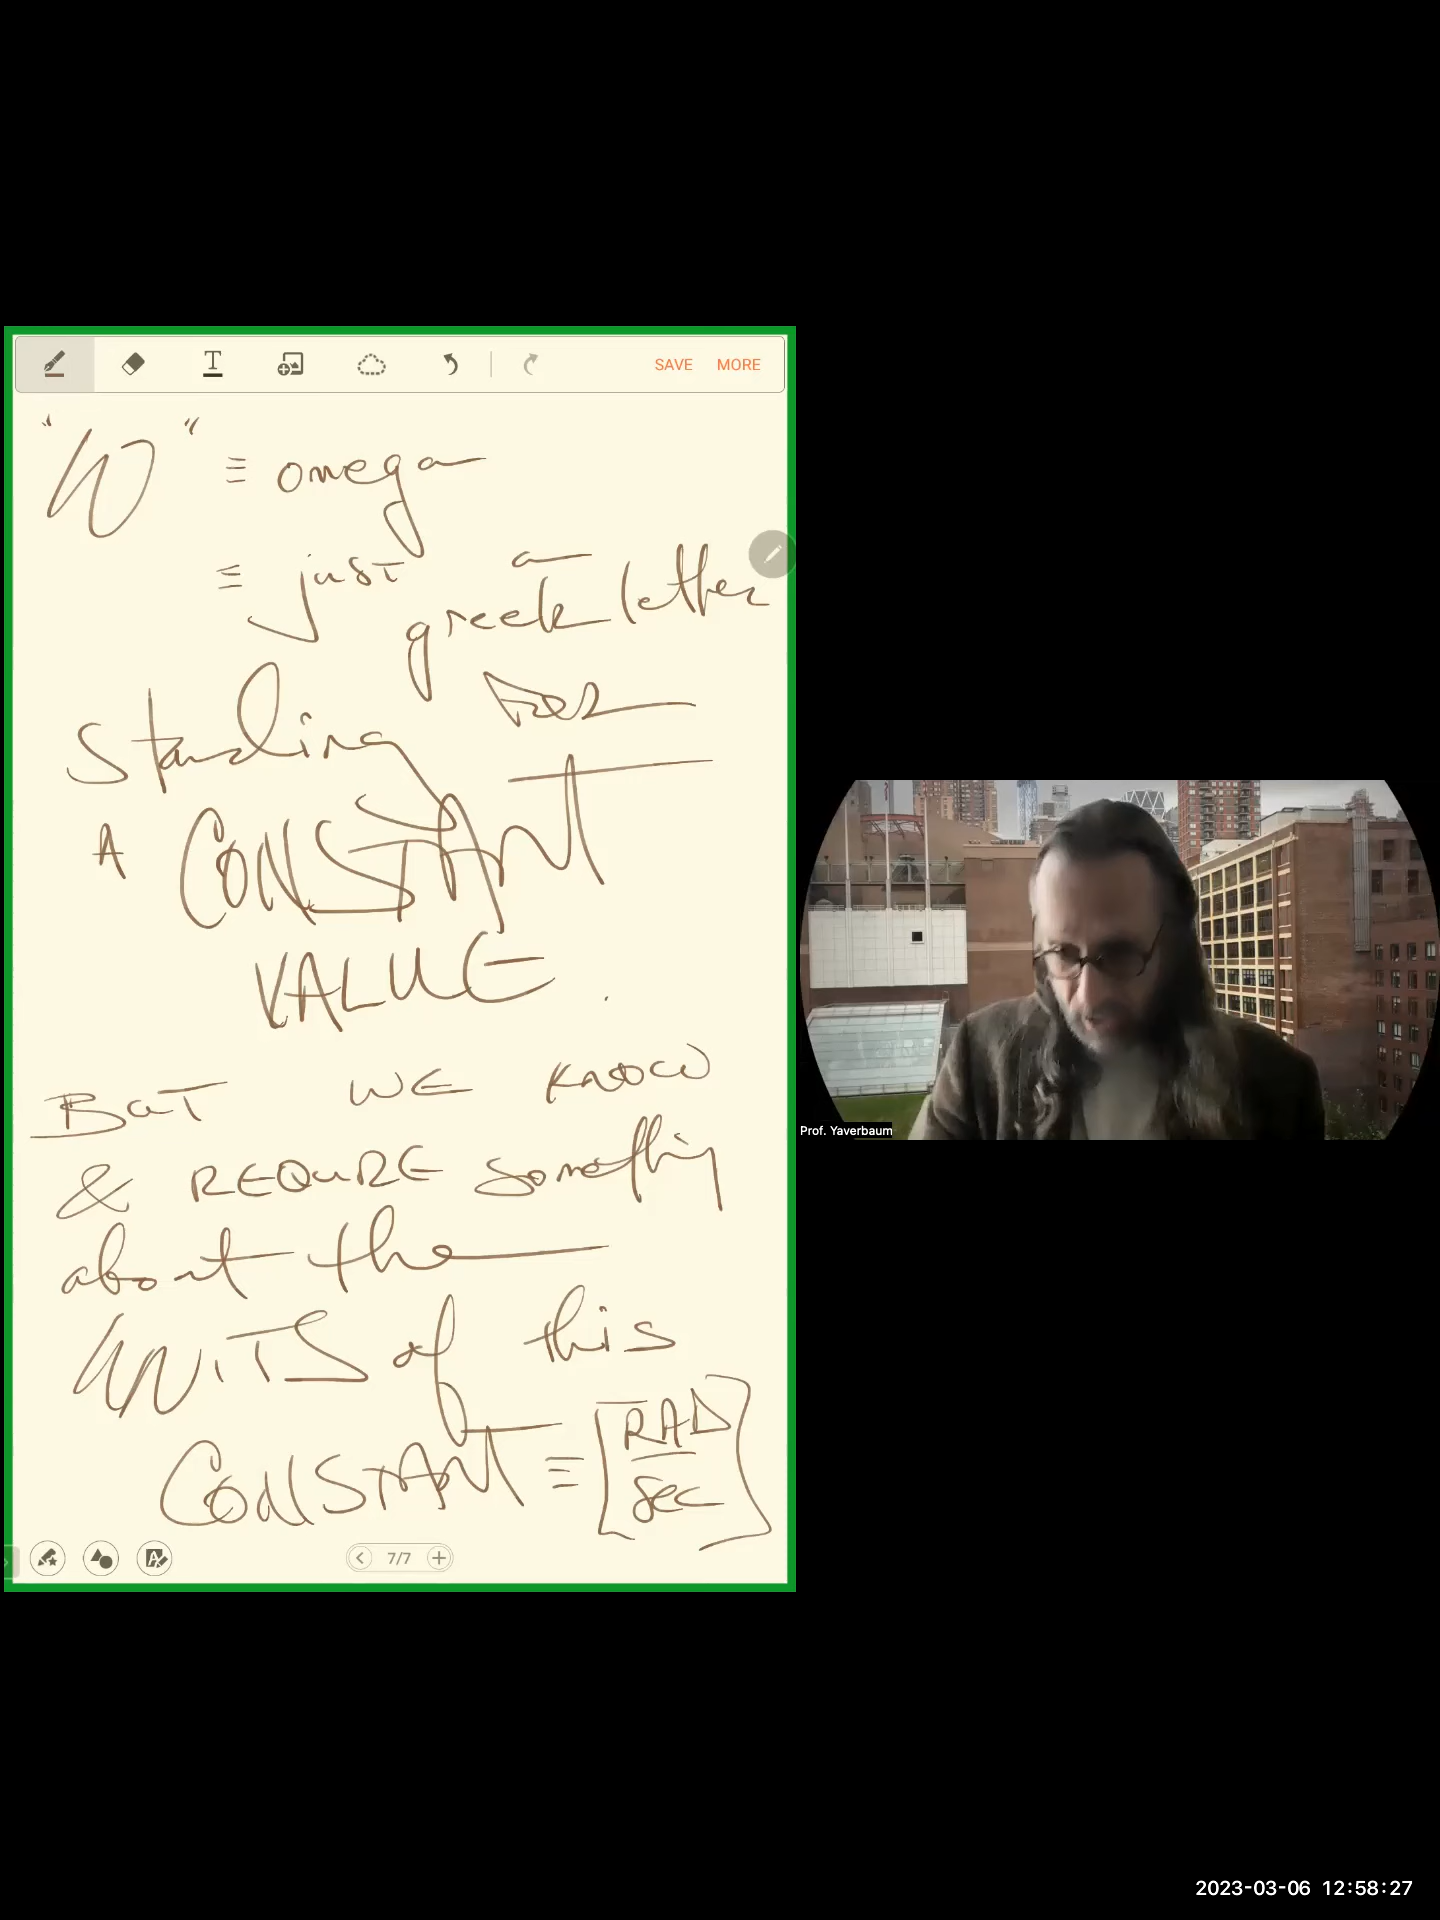 SAVE MORE
"ω" ≡ omega
≡ just a
greek letter
standing FOR
A CONSTANT
VALUE.
BuT WE KNOW
& REQUIRE something
about the
UNiTS of this
CONSTANT ≡ [RAD/sec]
7/7
Prof. Yaverbaum
2023-03-06 12:58:27